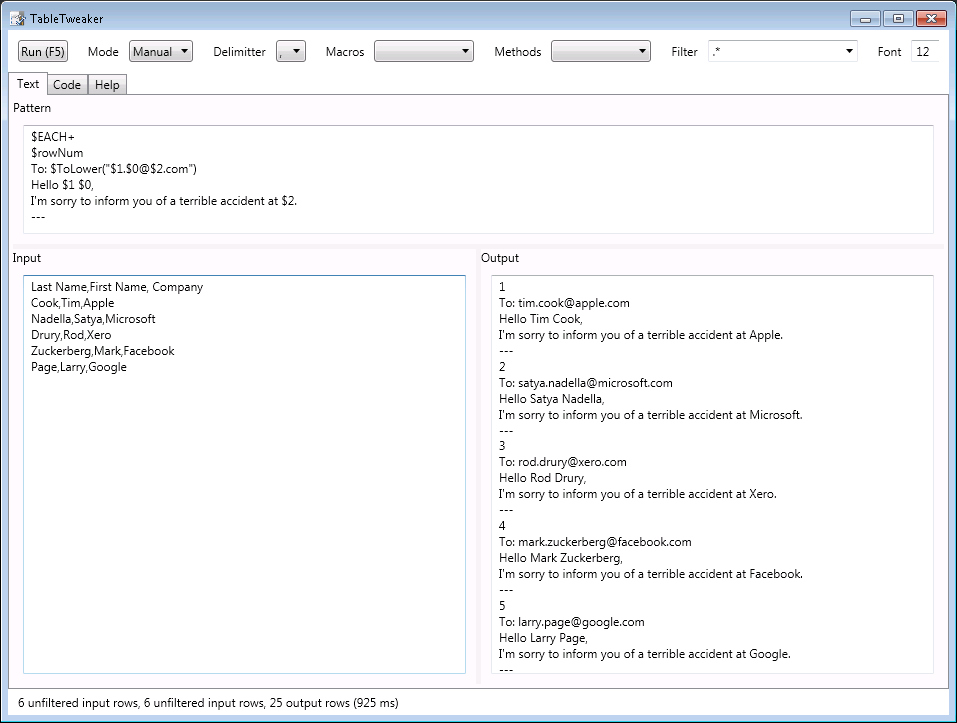 TableTweaker
Run (F5) Mode Manual Delimitter , Macros Methods Filter .* Font 12
Text Code Help
Pattern
$EACH+
$rowNum
To: $ToLower("$1.$0@$2.com")
Hello $1 $0,
I'm sorry to inform you of a terrible accident at $2.
---
Input
Last Name,First Name, Company
Cook,Tim,Apple
Nadella,Satya,Microsoft
Drury,Rod,Xero
Zuckerberg,Mark,Facebook
Page,Larry,Google
Output
1
To: tim.cook@apple.com
Hello Tim Cook,
I'm sorry to inform you of a terrible accident at Apple.
---
2
To: satya.nadella@microsoft.com
Hello Satya Nadella,
I'm sorry to inform you of a terrible accident at Microsoft.
---
3
To: rod.drury@xero.com
Hello Rod Drury,
I'm sorry to inform you of a terrible accident at Xero.
---
4
To: mark.zuckerberg@facebook.com
Hello Mark Zuckerberg,
I'm sorry to inform you of a terrible accident at Facebook.
---
5
To: larry.page@google.com
Hello Larry Page,
I'm sorry to inform you of a terrible accident at Google.
---
6 unfiltered input rows, 6 unfiltered input rows, 25 output rows (925 ms)